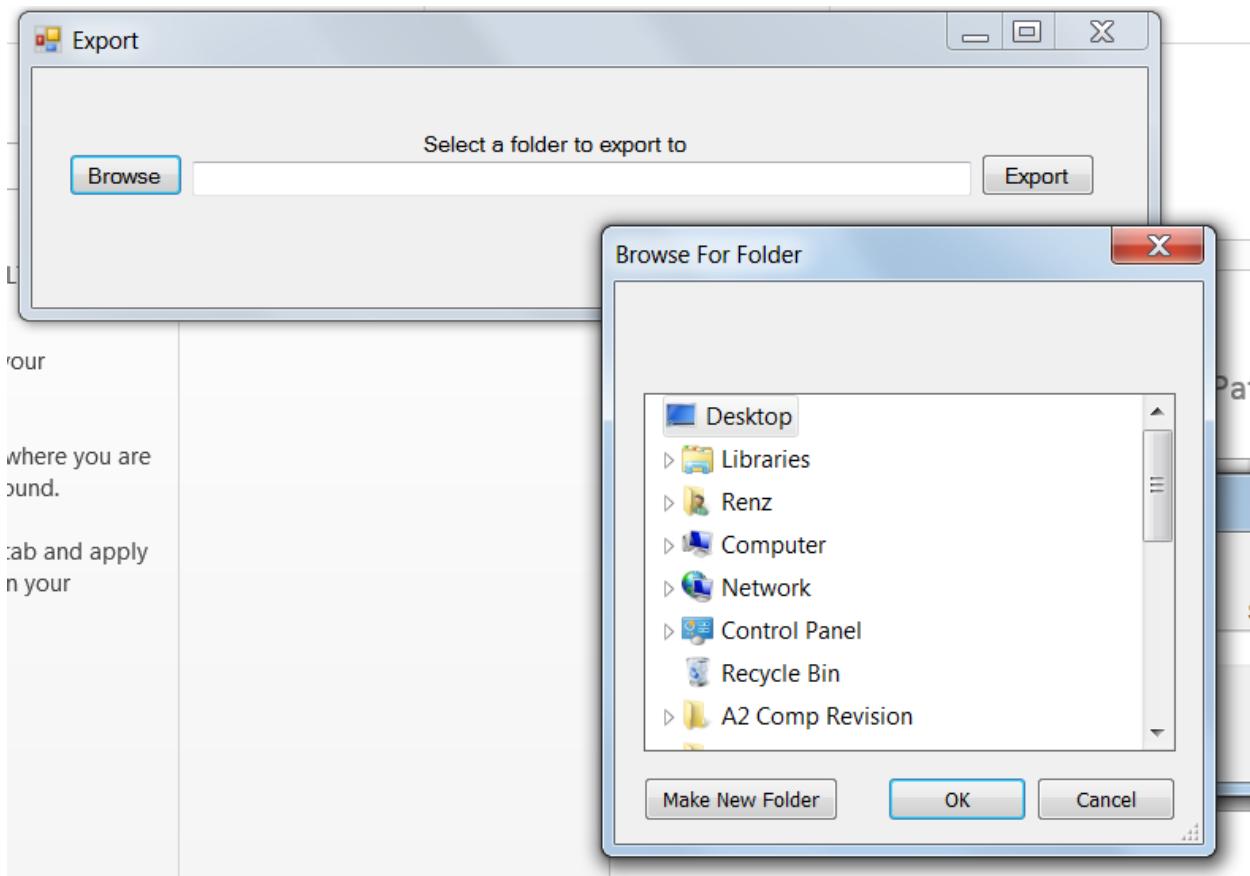 Export
Select a folder to export to
Browse
Export
Browse For Folder
your
where you are
tab and apply
your
Desktop
Libraries
Renz
Computer
Network
Control Panel
Recycle Bin
A2 Comp Revision
Make New Folder
OK
Cancel